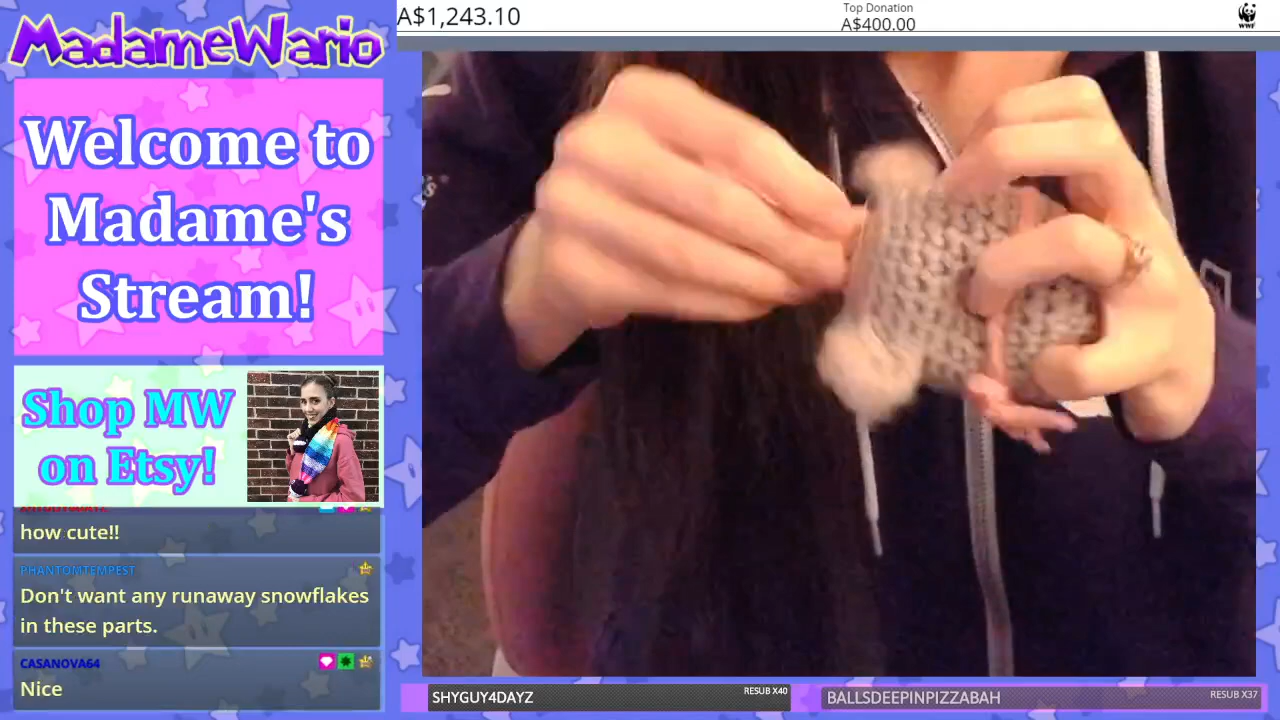 MadameWario
A$1,243.10
Top Donation
A$400.00
WWF
Welcome to
Madame's
Stream!
Shop MW
on Etsy!
how cute!!
PHANTOMTEMPEST
Don't want any runaway snowflakes
in these parts.
CASANOVA64
Nice
SHYGUY4DAYZ
RESUB X40
BALLSDEEPINPIZZABAH
RESUB X37